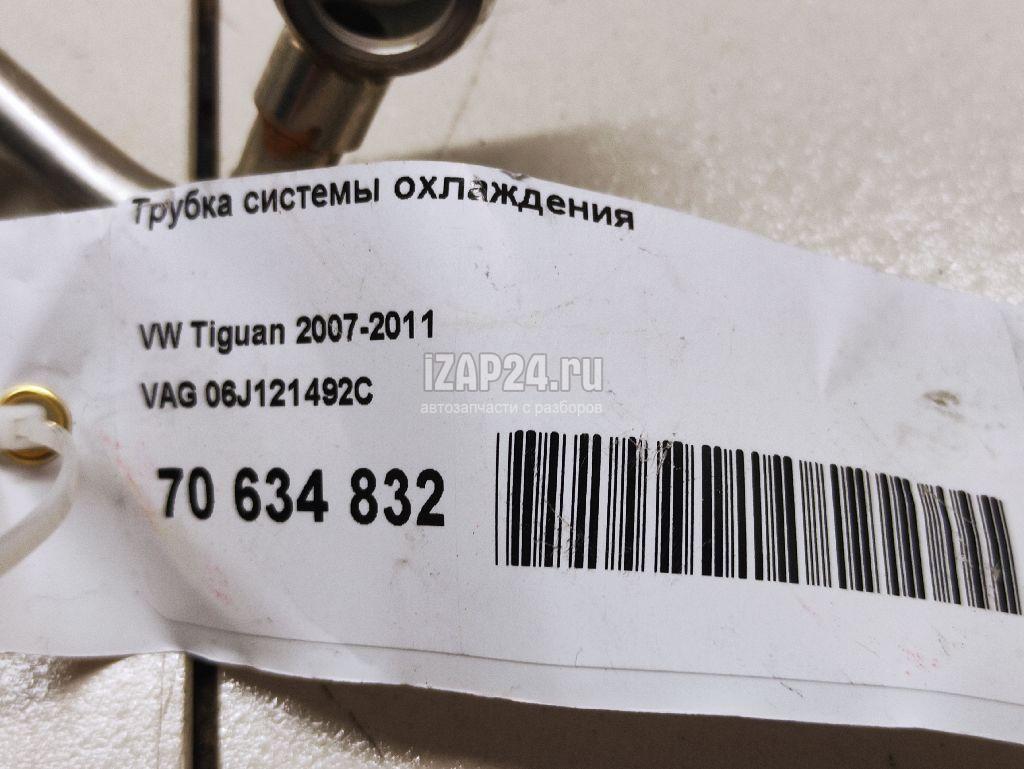 Трубка системы охлаждения
VW Tiguan 2007-2011
VAG 06J121492C
iZAP24.ru
автозапчасти с разборов
70 634 832